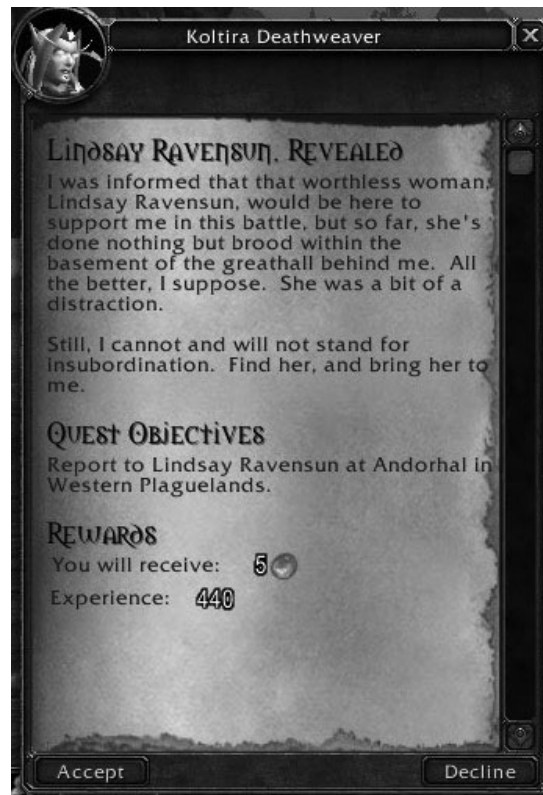 Koltira Deathweaver
Lindsay Ravensun, Revealed
I was informed that that worthless woman,
Lindsay Ravensun, would be here to
support me in this battle, but so far, she's
done nothing but brood within the
basement of the greathall behind me.  All
the better, I suppose.  She was a bit of a
distraction.
Still, I cannot and will not stand for
insubordination.  Find her, and bring her to
me.
Quest Objectives
Report to Lindsay Ravensun at Andorhal in
Western Plaguelands.
Rewards
You will receive: 5
Experience: 440
Accept Decline